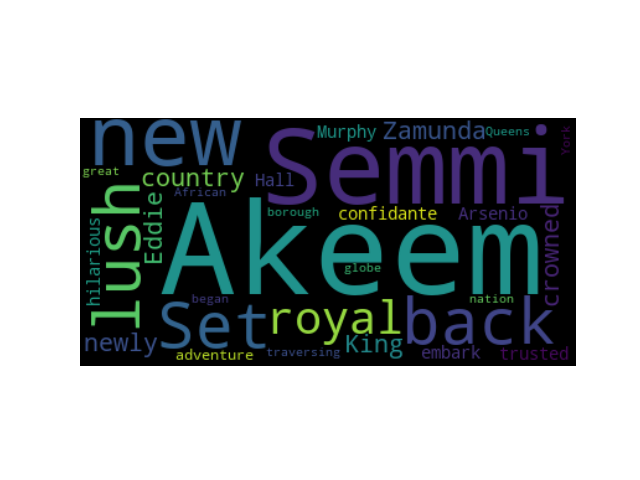 new
Semmi
Murphy
Zamunda
Queens
York
great
country
Hall
African
lush
Eddie
hilarious
borough
confidante
Arsenio
crowned
Akeem
globe
began
nation
Set
royal
back
newly
King
adventure
traversing
embark
trusted